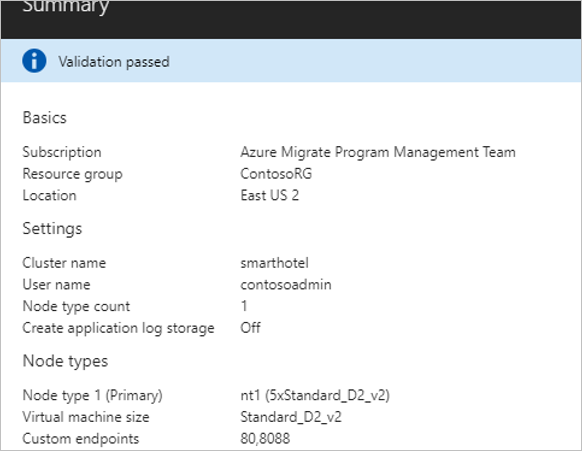 Summary
Validation passed
Basics
Subscription Azure Migrate Program Management Team
Resource group ContosoRG
Location East US 2
Settings
Cluster name smarthotel
User name contosoadmin
Node type count 1
Create application log storage Off
Node types
Node type 1 (Primary) nt1 (5xStandard_D2_v2)
Virtual machine size Standard_D2_v2
Custom endpoints 80,8088